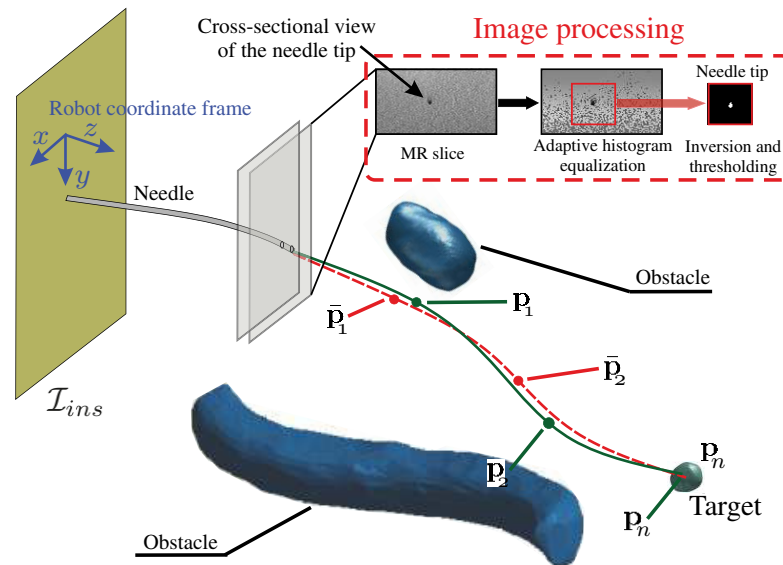 Cross-sectional view
of the needle tip
Image processing
Needle tip
MR slice
Adaptive histogram
equalization
Inversion and
thresholding
Robot coordinate frame
x
z
y
Needle
Obstacle
p̄₁
p₁
p̄₂
𝓘ᵢₙₛ
p₂
pₙ
pₙ
Target
Obstacle